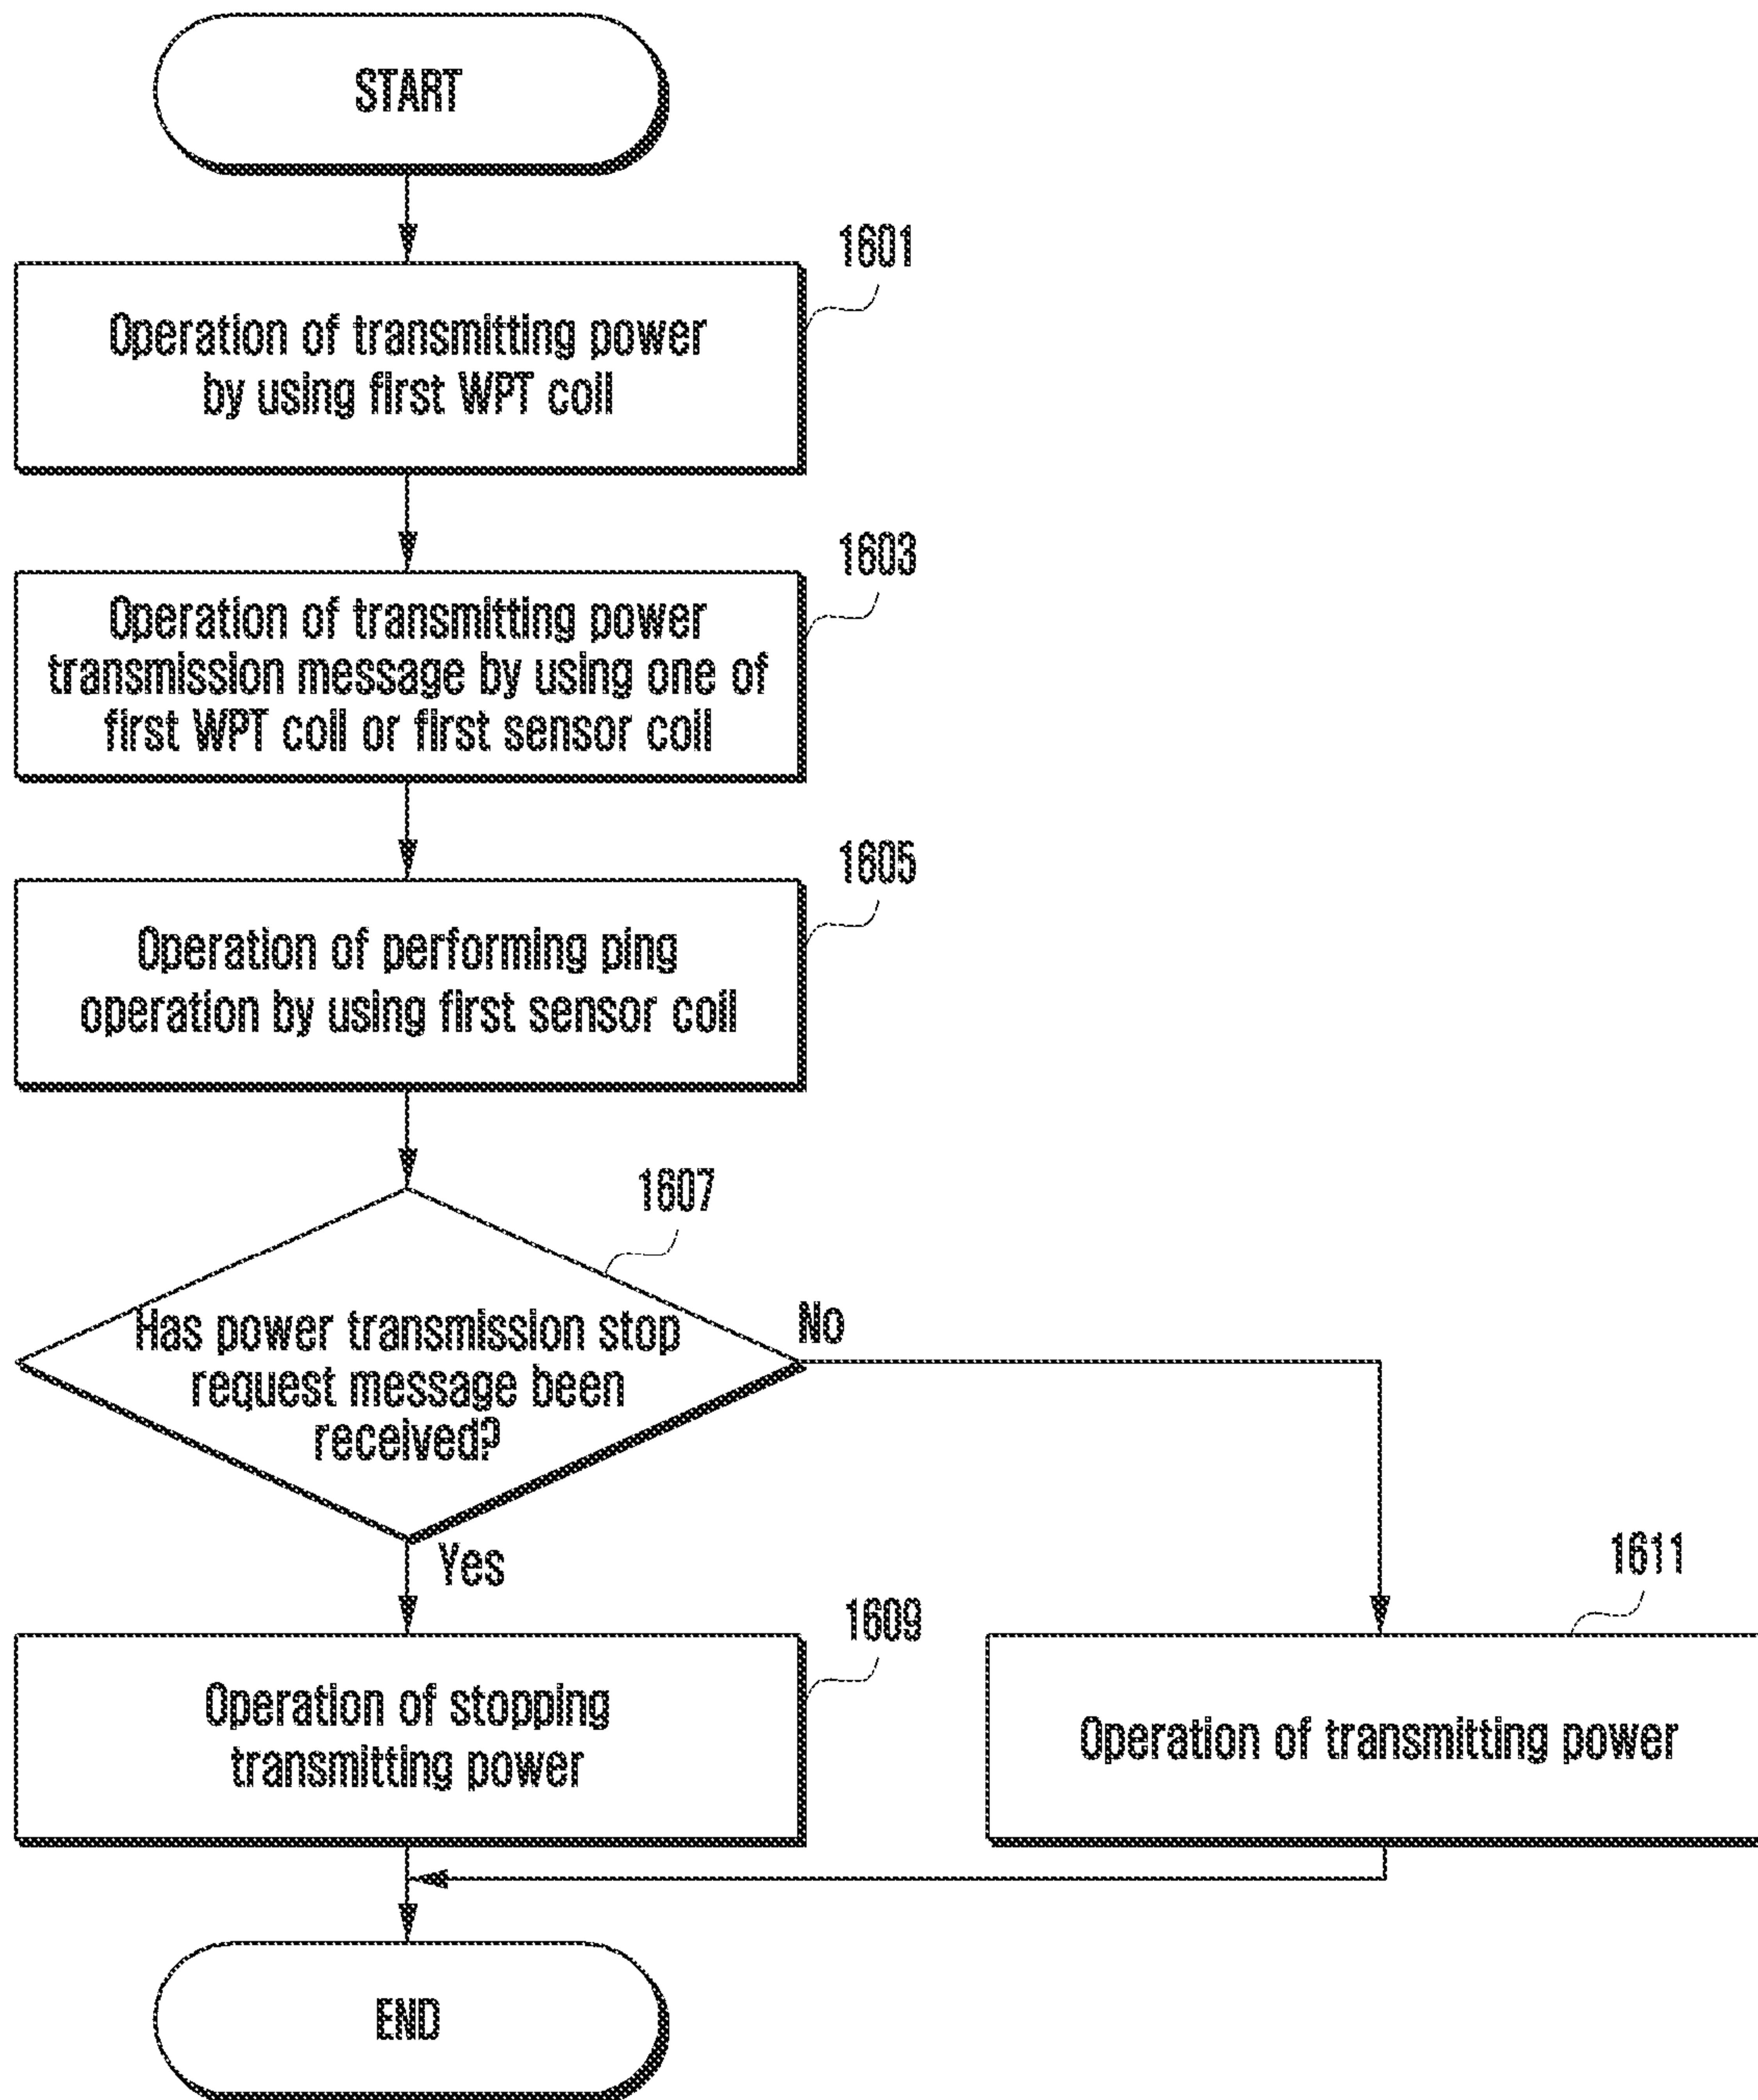 START
1601
Operation of transmitting power
by using first WPT coil
1603
Operation of transmitting power
transmission message by using one of
first WPT coil or first sensor coil
1605
Operation of performing ping
operation by using first sensor coil
1607
Has power transmission stop
request message been
received?
No
Yes
1609
Operation of stopping
transmitting power
1611
Operation of transmitting power
END